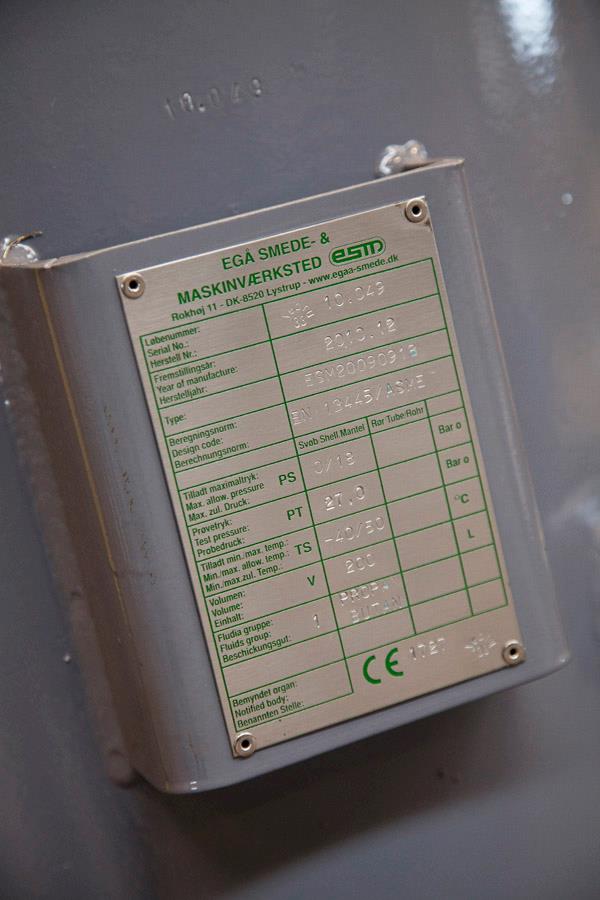 10.049
EGÅ SMEDE- &
MASKINVÆRKSTED esm
Rokhøj 11 - DK-8520 Lystrup - www.egaa-smede.dk
Løbenummer:
Serial No.:
Herstell Nr.:
10.049
Fremstillingsår:
Year of manufacture:
Herstelljahr:
2010.12
Type:
ESM20090918
Beregningsnorm:
Design code:
Berechnungsnorm:
EN 13445/ASME
Svøb Shell.Mantel Rør Tube.Rohr
Tilladt maximaltryk:
Max. allow. pressure PS
Max. zul. Druck:
0/18
Bar o
Prøvetryk:
Test pressure: PT
Probedruck:
27,0
Bar o
Tilladt min./max. temp.:
Min./max. allow temp.: TS
Min./max.zul. Temp.:
-40/50
°C
Volumen:
Volume: V
Einhalt:
200
L
Fludia gruppe:
Fluids group: 1
Beschickungsgut:
PROPAN
BUTAN
Bemyndet organ:
Notified body:
Benannten Stelle:
CE 1727